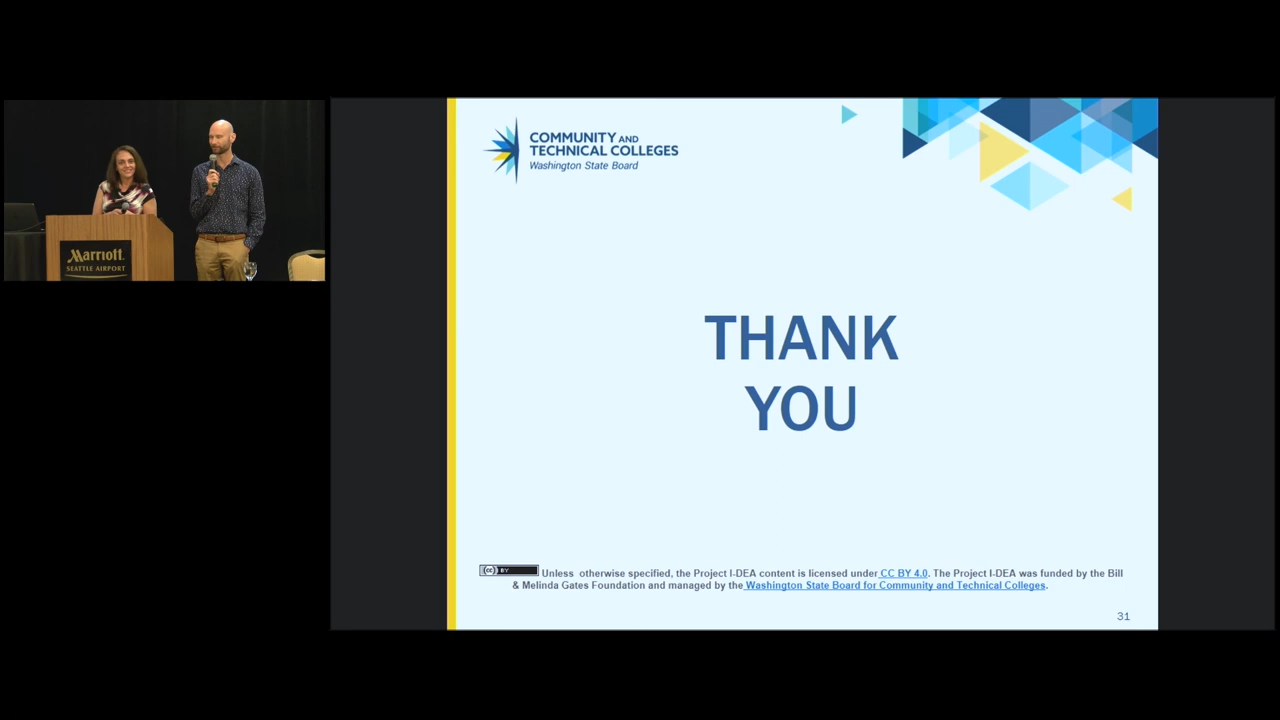 Marriott
SEATTLE AIRPORT
COMMUNITY AND
TECHNICAL COLLEGES
Washington State Board
THANK
YOU
(cc) BY Unless otherwise specified, the Project I-DEA content is licensed under CC BY 4.0. The Project I-DEA was funded by the Bill
& Melinda Gates Foundation and managed by the Washington State Board for Community and Technical Colleges.
31